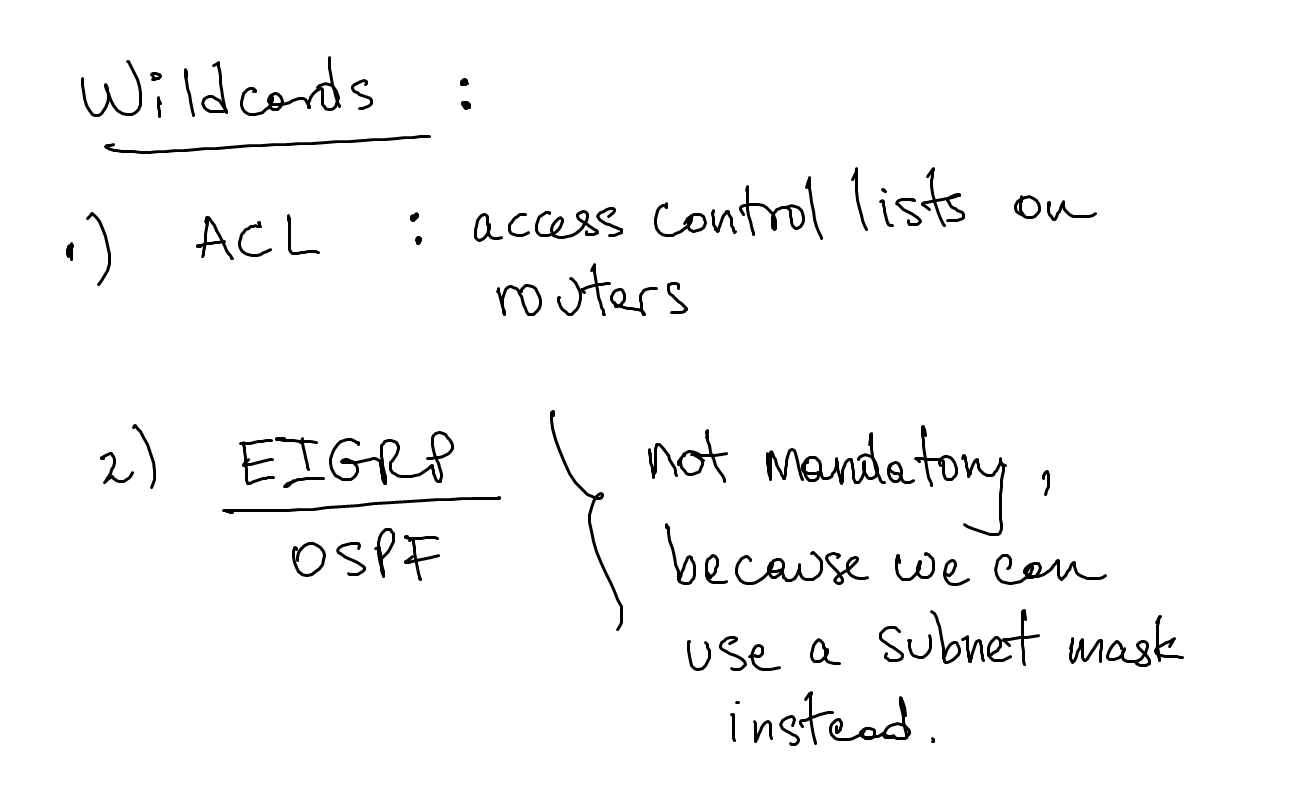 Wildcards :
1) ACL : access control lists on
routers
2) EIGRP not mandatory,
OSPF because we can
use a subnet mask
instead.